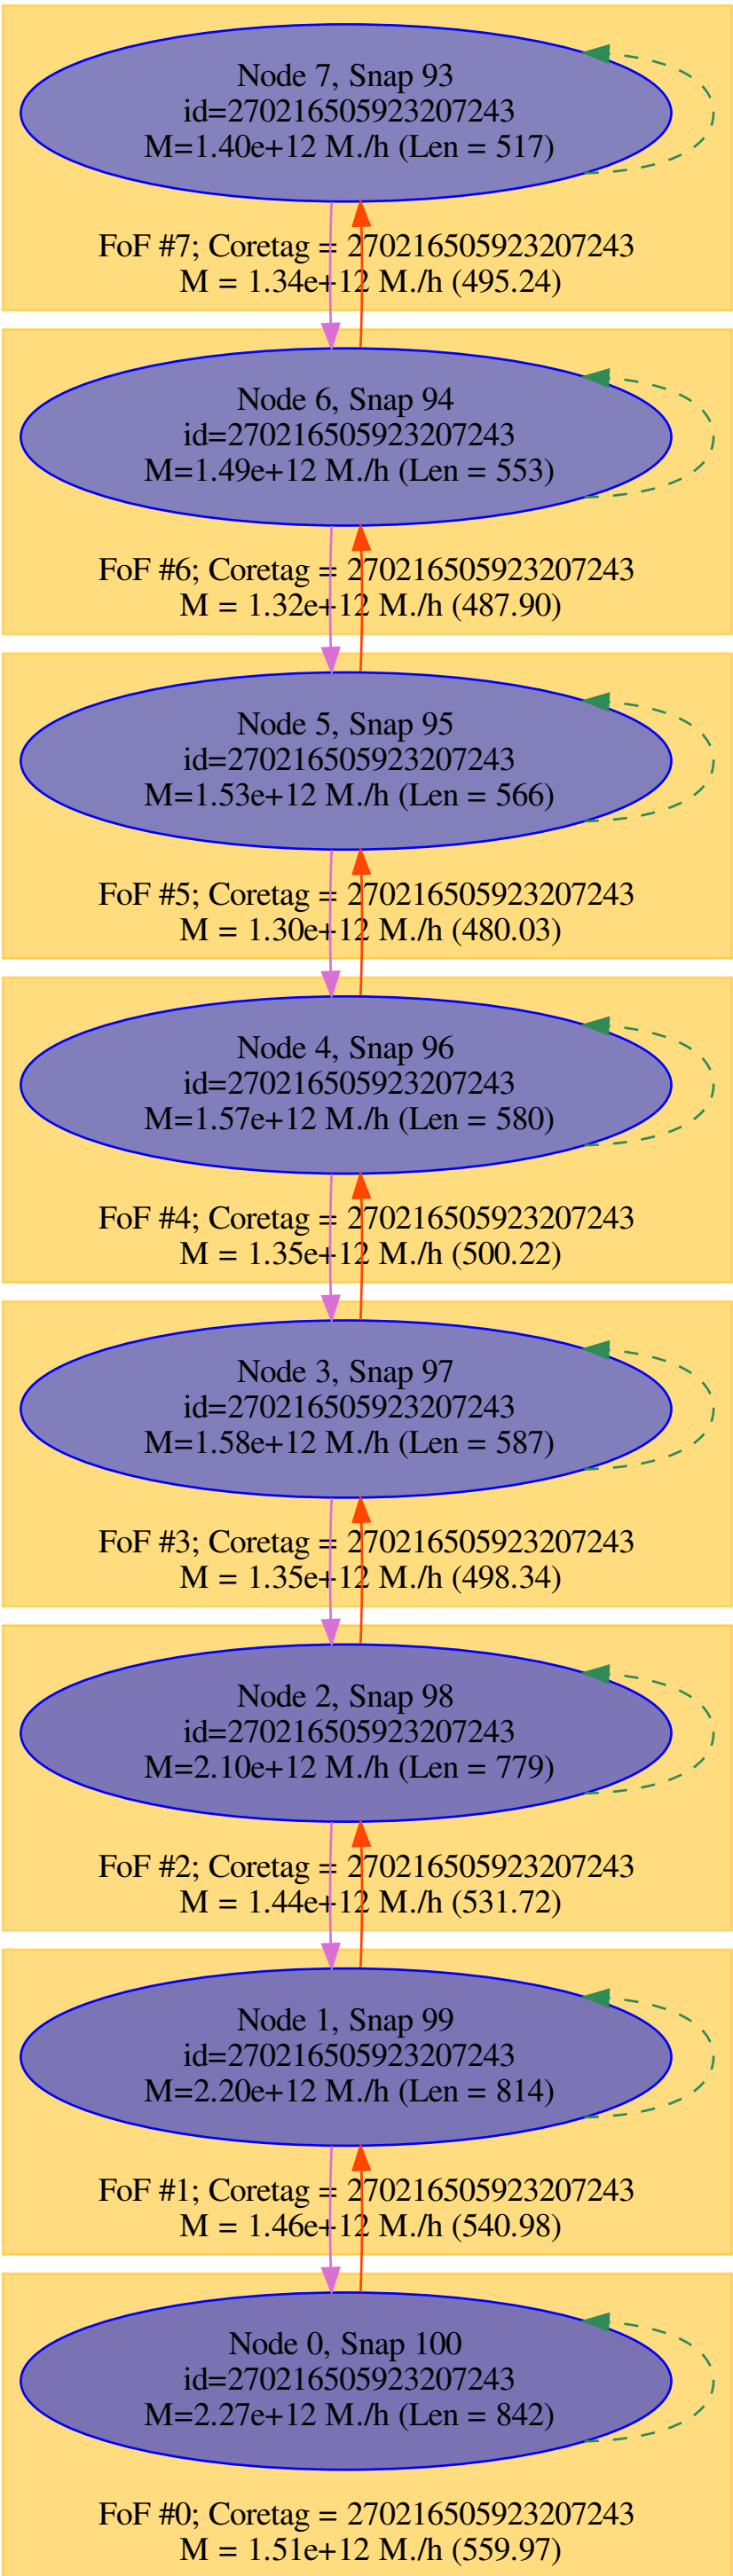 Node 7, Snap 93
id=270216505923207243
M=1.40e+12 M./h (Len = 517)
FoF #7; Coretag = 270216505923207243
M = 1.34e+12 M./h (495.24)
Node 6, Snap 94
id=270216505923207243
M=1.49e+12 M./h (Len = 553)
FoF #6; Coretag = 270216505923207243
M = 1.32e+12 M./h (487.90)
Node 5, Snap 95
id=270216505923207243
M=1.53e+12 M./h (Len = 566)
FoF #5; Coretag = 270216505923207243
M = 1.30e+12 M./h (480.03)
Node 4, Snap 96
id=270216505923207243
M=1.57e+12 M./h (Len = 580)
FoF #4; Coretag = 270216505923207243
M = 1.35e+12 M./h (500.22)
Node 3, Snap 97
id=270216505923207243
M=1.58e+12 M./h (Len = 587)
FoF #3; Coretag = 270216505923207243
M = 1.35e+12 M./h (498.34)
Node 2, Snap 98
id=270216505923207243
M=2.10e+12 M./h (Len = 779)
FoF #2; Coretag = 270216505923207243
M = 1.44e+12 M./h (531.72)
Node 1, Snap 99
id=270216505923207243
M=2.20e+12 M./h (Len = 814)
FoF #1; Coretag = 270216505923207243
M = 1.46e+12 M./h (540.98)
Node 0, Snap 100
id=270216505923207243
M=2.27e+12 M./h (Len = 842)
FoF #0; Coretag = 270216505923207243
M = 1.51e+12 M./h (559.97)